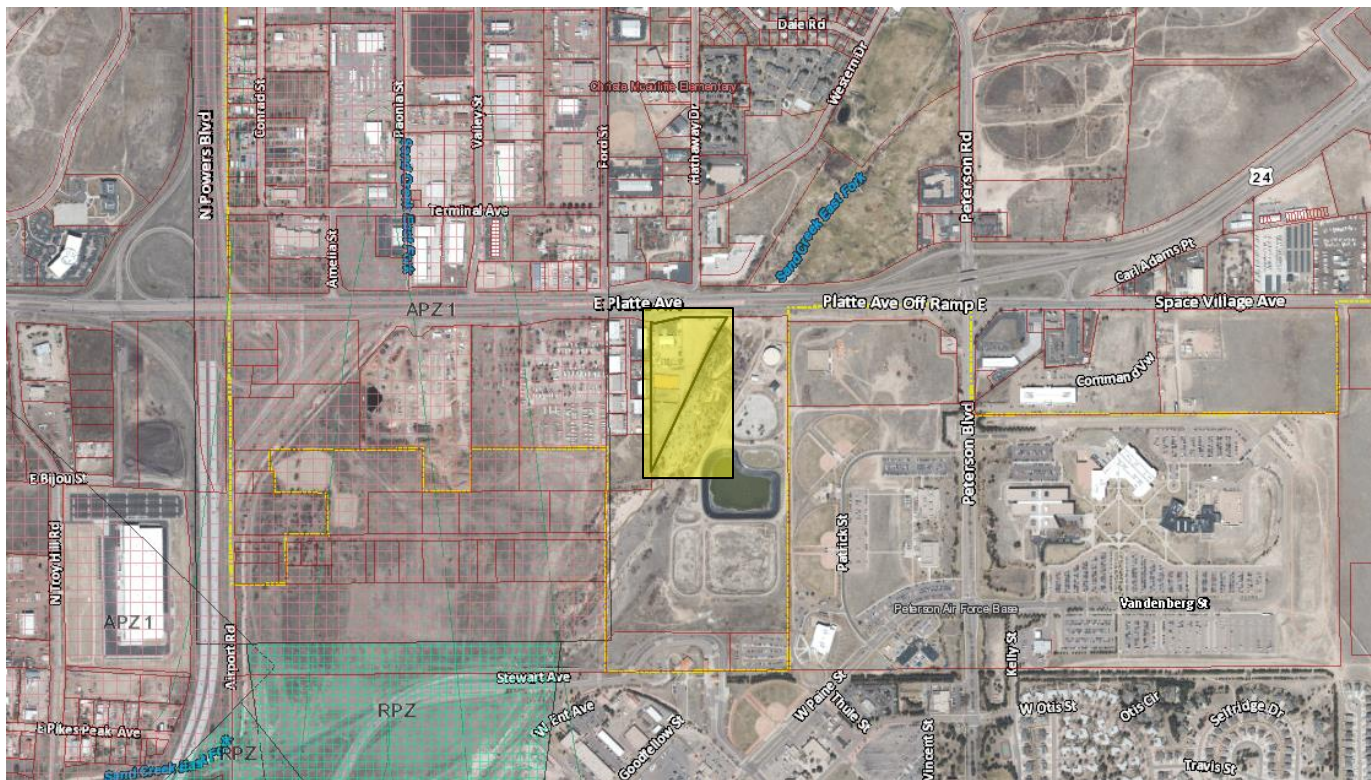 Dale Rd
Western Dr
Christa Mcauliffe Elementary
Conrad St
Paonia St
Valley St
Ford St
Hathaway Dr
N Powers Blvd
Peterson Rd
24
Sand Creek East Fork
Sand Creek East Fork
Terminal Ave
Amelia St
Carl Adams Pt
E Platte Ave
Platte Ave Off Ramp E
Space Village Ave
APZ 1
Command Vw
Peterson Blvd
E Bijou St
N Troy Hill Rd
Patrick St
APZ 1
Peterson Air Force Base
Vandenberg St
Airport Rd
Kelly St
Stewart Ave
W Paine St
Thule St
W Otis St
Otis Cir
Selfridge Dr
RPZ
W Ent Ave
Goodfellow St
Vincent St
E Pikes Peak Ave
RPZ
Sand Creek East Fork
Travis St